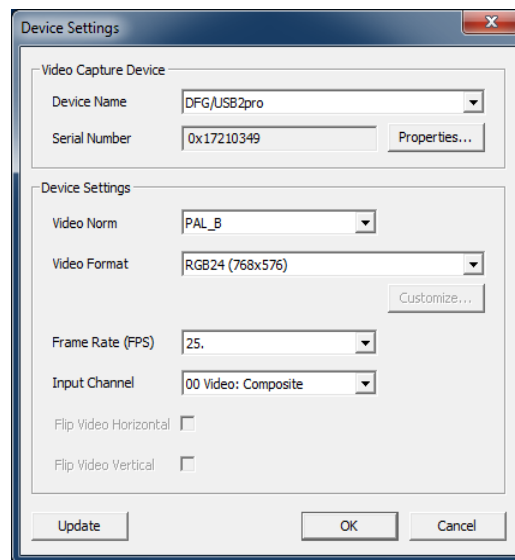 Device Settings
Video Capture Device
Device Name DFG/USB2pro
Serial Number 0x17210349 Properties...
Device Settings
Video Norm PAL_B
Video Format RGB24 (768x576)
Customize...
Frame Rate (FPS) 25.
Input Channel 00 Video: Composite
Flip Video Horizontal
Flip Video Vertical
Update OK Cancel